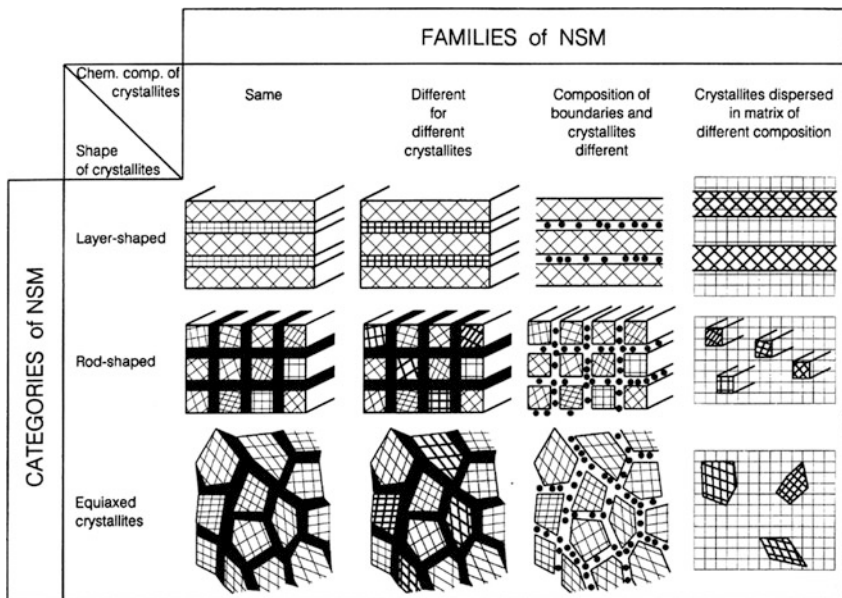 FAMILIES of NSM
Chem. comp. of
crystallites
Shape
of crystallites
Same
Different
for
different
crystallites
Composition of
boundaries and
crystallites
different
Crystallites dispersed
in matrix of
different composition
CATEGORIES of NSM
Layer-shaped
Rod-shaped
Equiaxed
crystallites